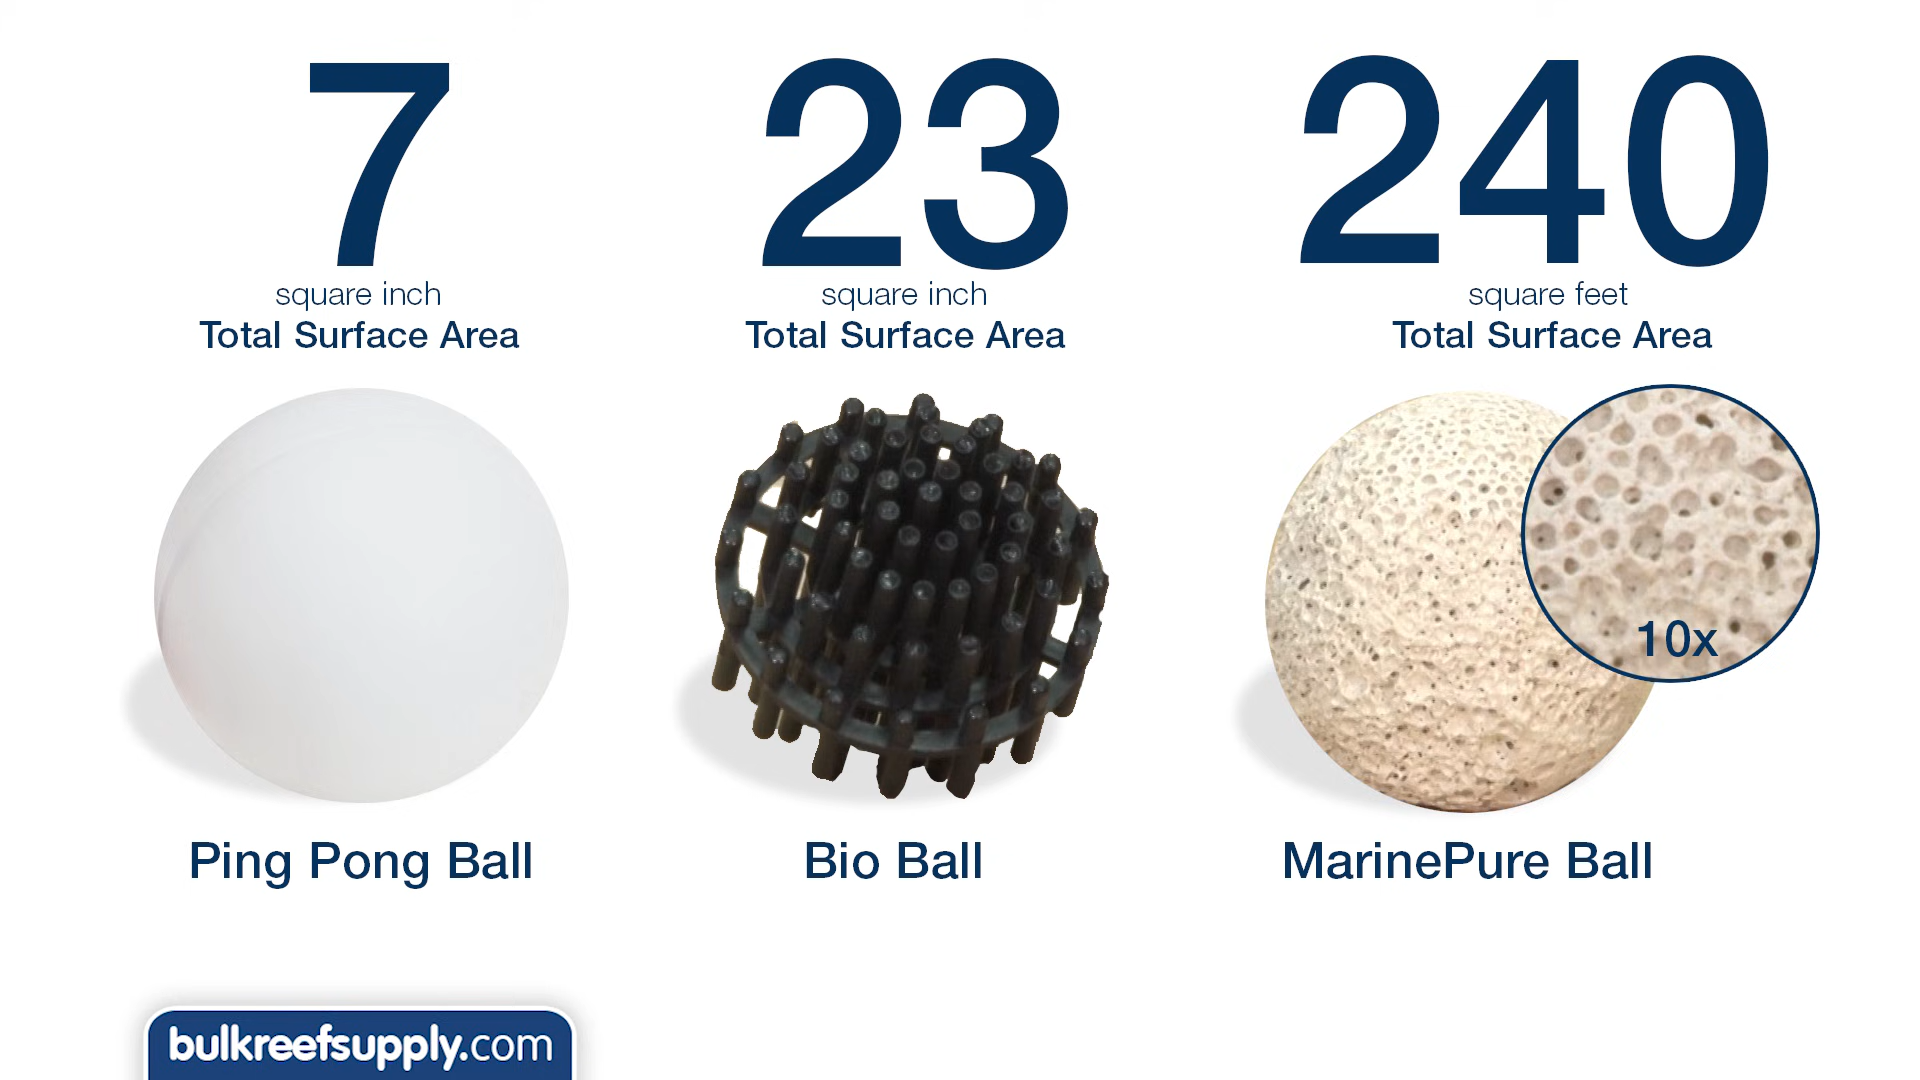 7
square inch
Total Surface Area
Ping Pong Ball
23
square inch
Total Surface Area
Bio Ball
240
square feet
Total Surface Area
10x
MarinePure Ball
bulkreefsupply.com